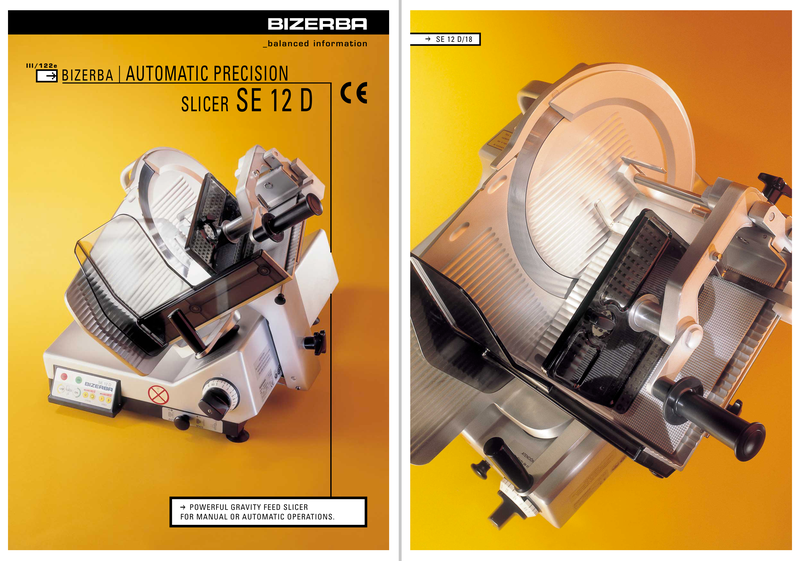 BIZERBA
_balanced information
III/122e
→ BIZERBA | AUTOMATIC PRECISION
SLICER SE 12 D
CE
BIZERBA
→ POWERFUL GRAVITY FEED SLICER
FOR MANUAL OR AUTOMATIC OPERATIONS.
→ SE 12 D/18